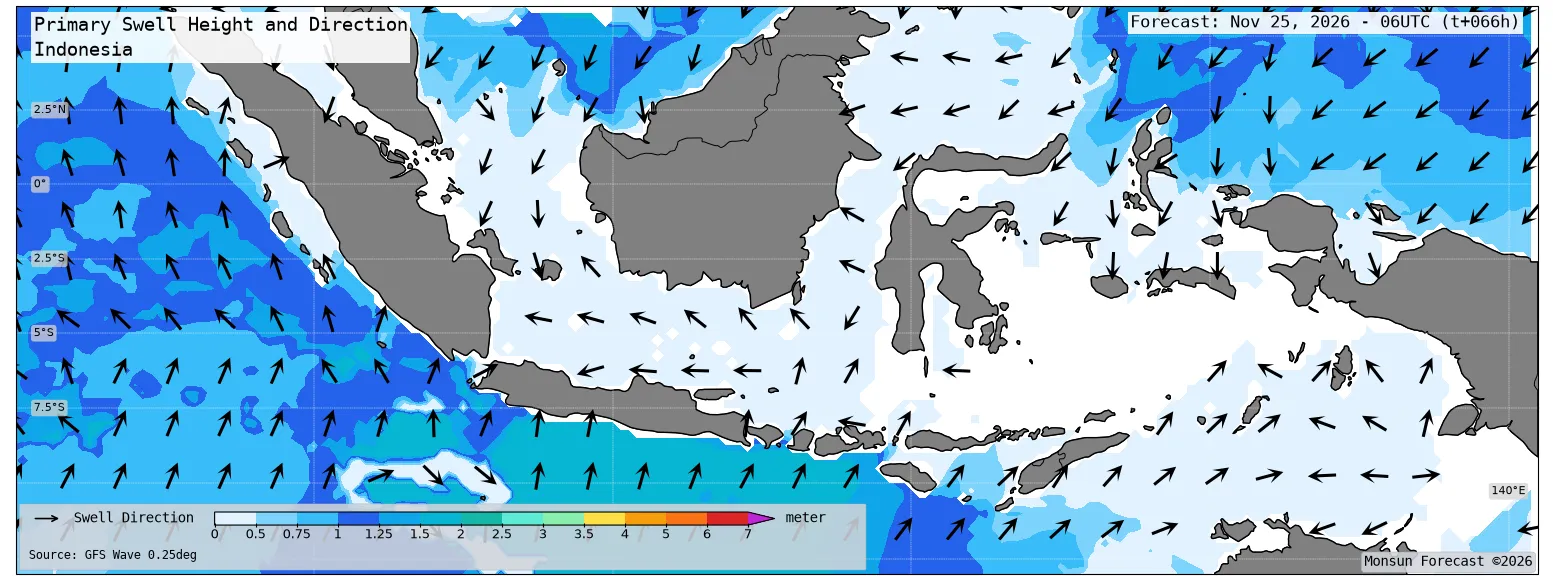 Primary Swell Height and Direction
Indonesia
Forecast: Nov 25, 2026 - 06UTC (t+066h)
2.5°N
0°
2.5°S
5°S
7.5°S
140°E
Swell Direction
meter
0 0.5 0.75 1 1.25 1.5 2 2.5 3 3.5 4 5 6 7
Source: GFS Wave 0.25deg
Monsun Forecast ©2026